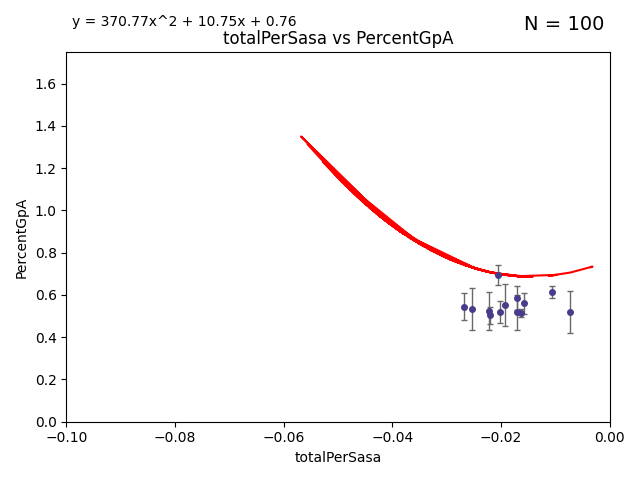 y = 370.77x^2 + 10.75x + 0.76
N = 100
totalPerSasa vs PercentGpA
PercentGpA
1.6
1.4
1.2
1.0
0.8
0.6
0.4
0.2
0.0
−0.10 −0.08 −0.06 −0.04 −0.02 0.00
totalPerSasa